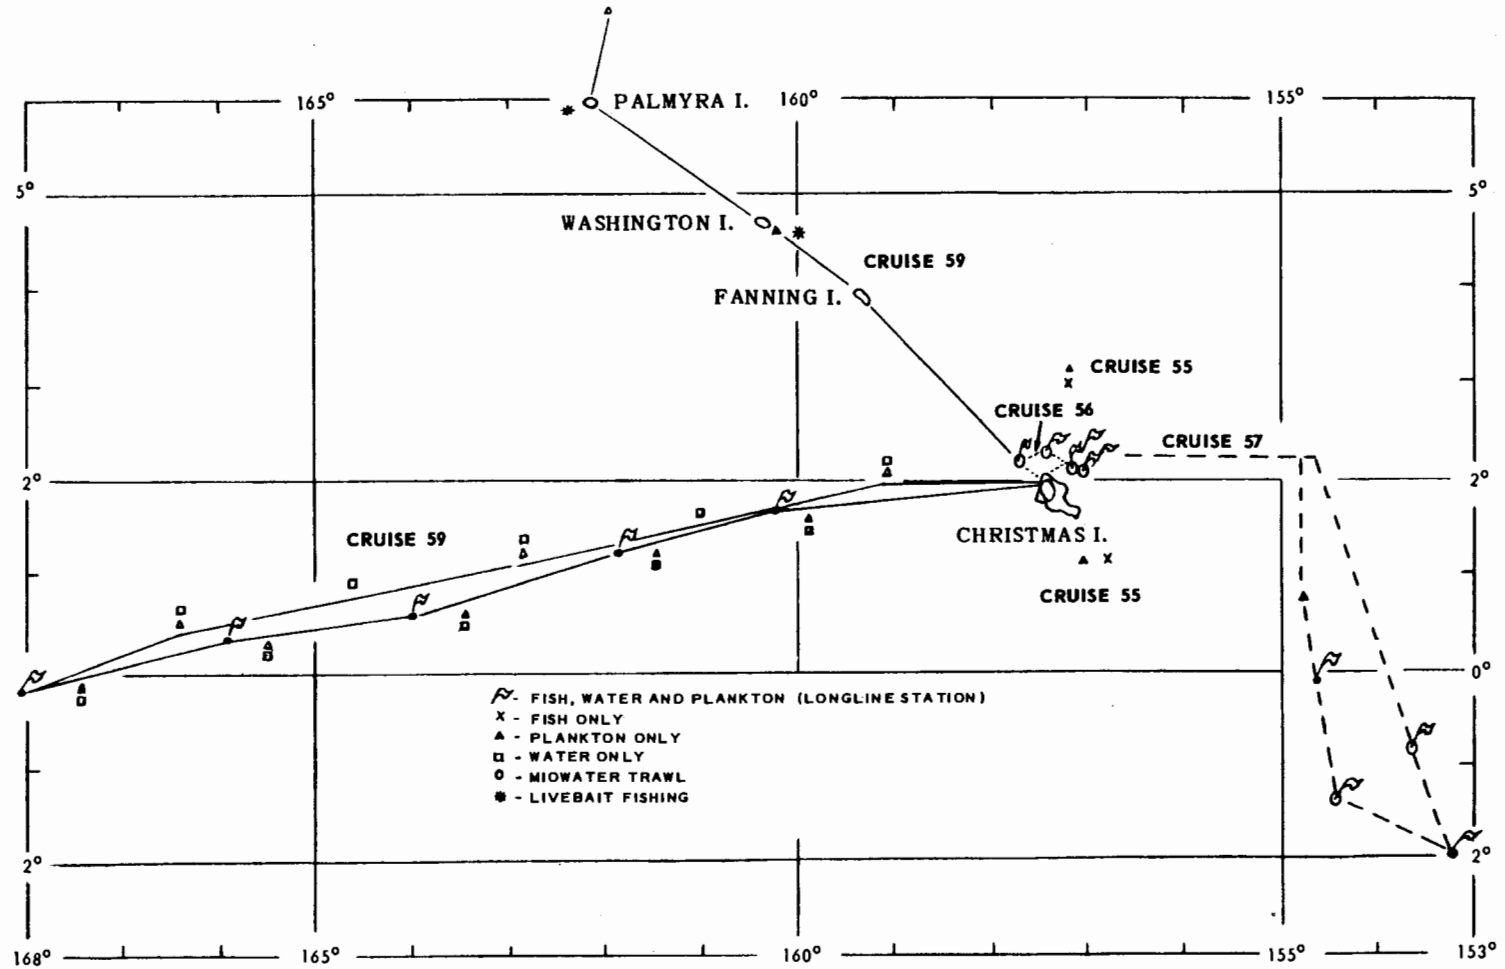 165° PALMYRA I. 160° 155°
5° 5°
WASHINGTON I.
CRUISE 59
FANNING I.
CRUISE 55
CRUISE 56
CRUISE 57
2° 2°
CHRISTMAS I.
CRUISE 59
CRUISE 55
0°
- FISH, WATER AND PLANKTON (LONGLINE STATION)
X - FISH ONLY
▲ - PLANKTON ONLY
□ - WATER ONLY
O - MIDWATER TRAWL
✱ - LIVEBAIT FISHING
2° 2°
168° 165° 160° 155° 153°